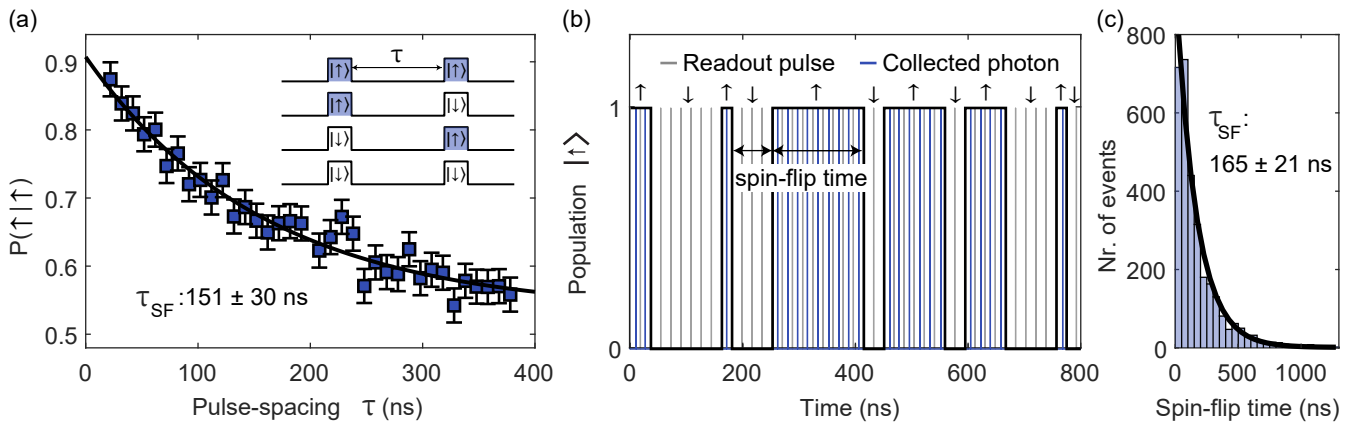 (a)
0.9
0.8
0.7
0.6
0.5
P(↑|↑)
0 100 200 300 400
Pulse-spacing τ (ns)
τ
|↑⟩ |↑⟩
|↑⟩ |↓⟩
|↓⟩ |↑⟩
|↓⟩ |↓⟩
τSF :151 ± 30 ns
(b)
Readout pulse Collected photon
↑ ↓ ↑ ↓ ↑ ↓ ↑ ↓ ↑ ↓ ↑ ↓
1
0
Population |↑⟩
spin-flip time
0 200 400 600 800
Time (ns)
(c)
800
600
400
200
0
Nr. of events
τSF:
165 ± 21 ns
0 500 1000
Spin-flip time (ns)